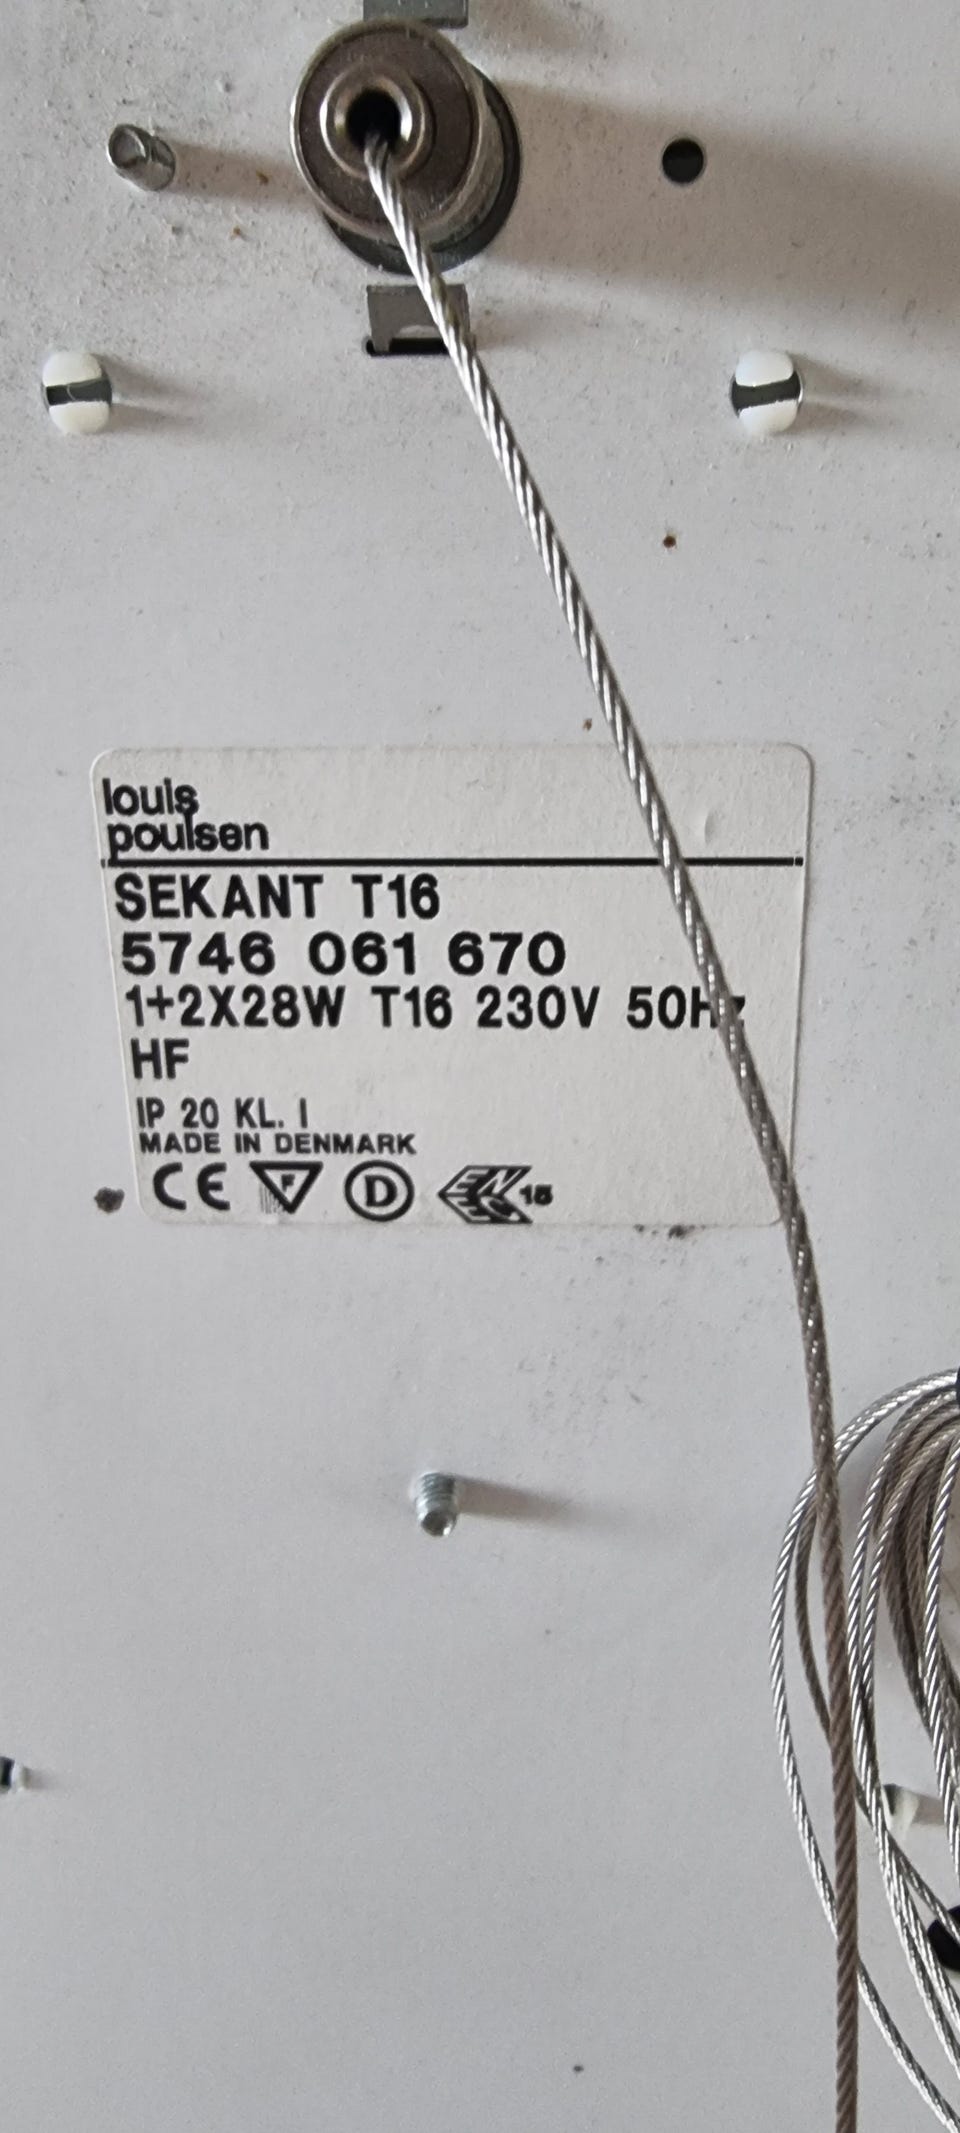 louis
poulsen
SEKANT T16
5746 061 670
1+2X28W T16 230V 50Hz
HF
IP 20 KL. I
MADE IN DENMARK
CE F D ENEC 15